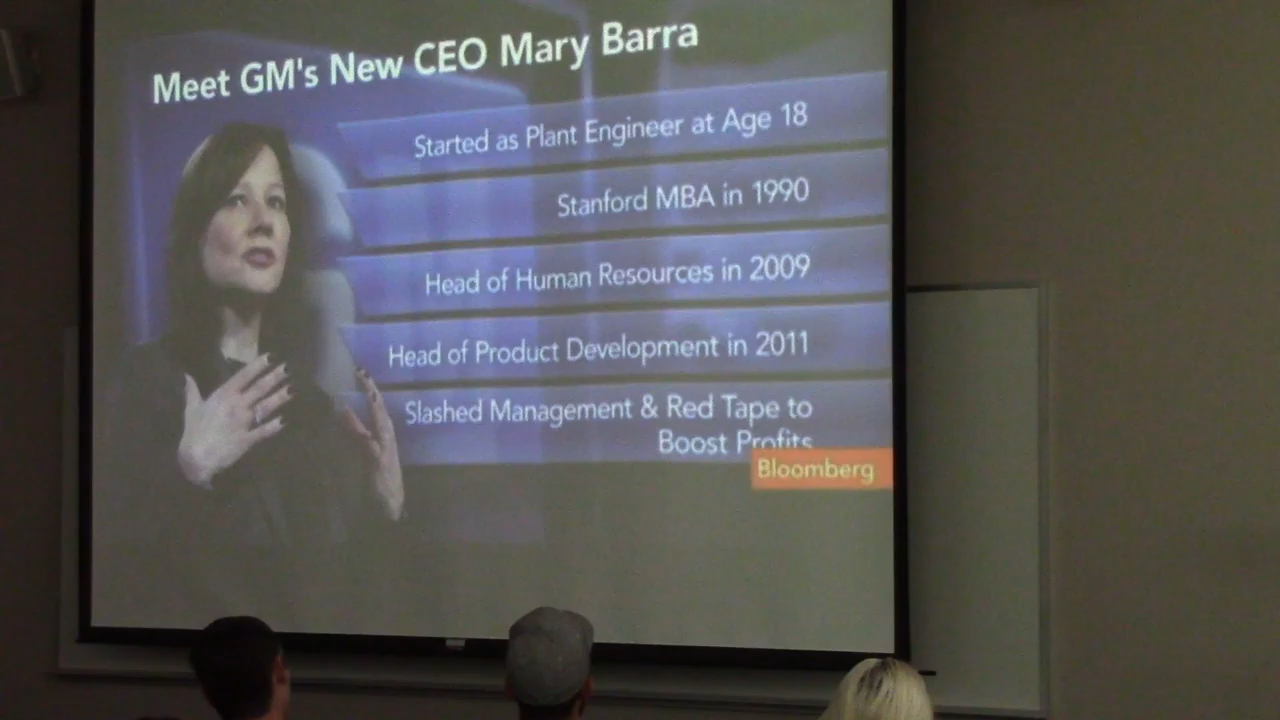 Meet GM's New CEO Mary Barra
Started as Plant Engineer at Age 18
Stanford MBA in 1990
Head of Human Resources in 2009
Head of Product Development in 2011
Slashed Management & Red Tape to
Boost Profits
Bloomberg